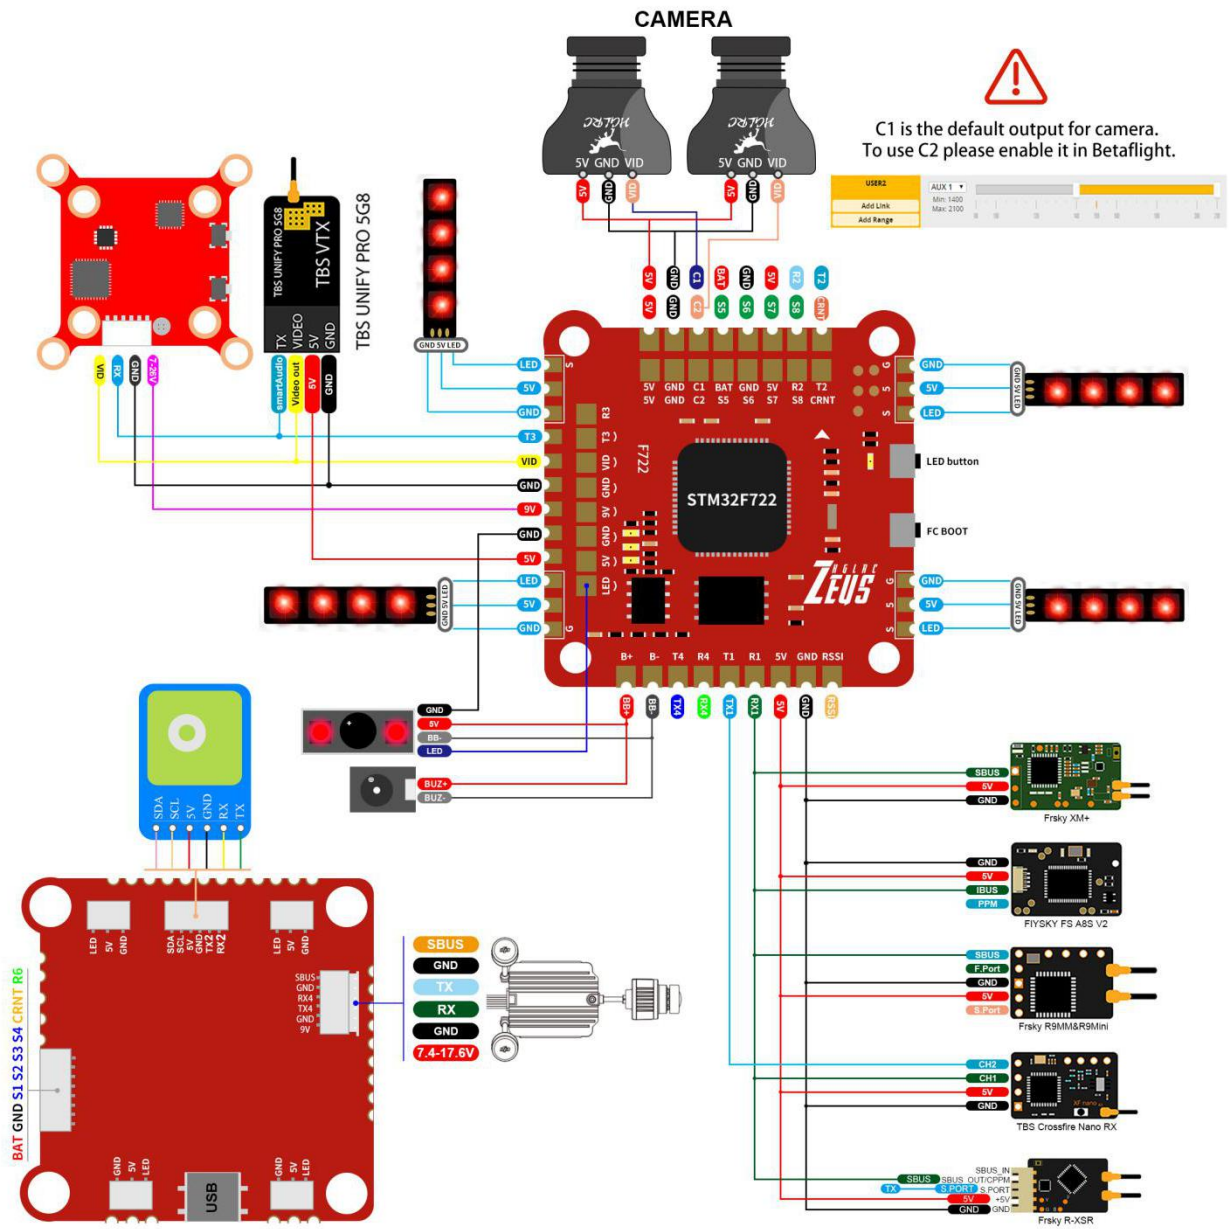 CAMERA
HGLRC
HGLRC
5V GND VID
5V GND VID
5V
GND
VID
5V
GND
VID
C1 is the default output for camera.
To use C2 please enable it in Betaflight.
USER2
Add Link
Add Range
AUX 1
Min: 1400
Max: 2100
TBS UNIFY PRO 5G8
TBS VTX
TX
VIDEO
5V
GND
TBS UNIFY PRO 5G8
VID
RX
GND
7-26V
smartAudio
Video out
5V
GND
GND 5V LED
5V
GND
C1
BAT
GND
5V
R2
T2
5V
GND
C2
S5
S6
S7
S8
CRNT
5V GND C1 BAT GND 5V R2 T2
5V GND C2 S5 S6 S7 S8 CRNT
LED
5V
GND
T3
VID
GND
9V
GND
5V
LED
5V
GND
S
R3
T3
VID
GND
9V
GND
5V
LED
G
F722
STM32F722
HGLRC
ZEUS
G
5
S
G
5
S
GND
5V
LED
GND 5V LED
LED button
FC BOOT
GND
5V
LED
GND 5V LED
GND 5V LED
B+ B- T4 R4 T1 R1 5V GND RSSI
BB+
BB-
TX4
RX4
TX1
RX1
5V
GND
RSSI
GND
5V
BB-
LED
BUZ+
BUZ-
SDA
SCL
5V
GND
RX
TX
LED
5V
GND
SDA
SCL
5V
GND
TX2
RX2
LED
5V
GND
SBUS
GND
RX4
TX4
GND
9V
SBUS
GND
TX
RX
GND
7.4-17.6V
BAT GND S1 S2 S3 S4 CRNT R6
GND
5V
LED
USB
GND
5V
LED
SBUS
5V
GND
Frsky XM+
GND
5V
IBUS
PPM
FIYSKY FS A8S V2
SBUS
F.Port
GND
5V
S.Port
Frsky R9MM&R9Mini
CH2
CH1
5V
GND
XF nano
TBS Crossfire Nano RX
SBUS_IN
SBUS SBUS_OUT/CPPM
TX S.PORT S.PORT
5V +5V
GND GND
Frsky R-XSR